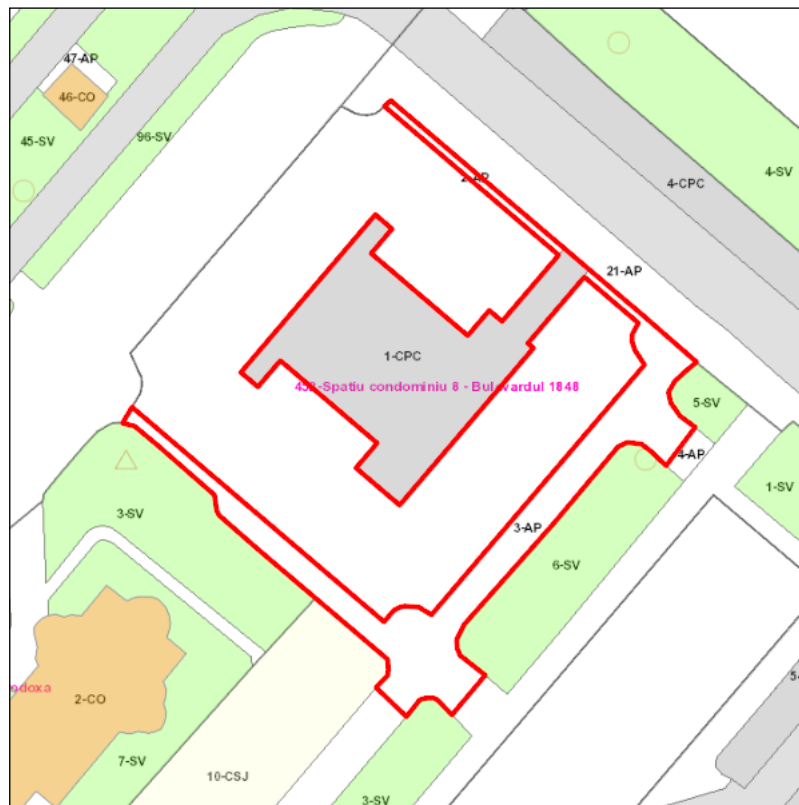 47-AP
46-CO
45-SV
96-SV
2-AP
4-CPC
4-SV
21-AP
1-CPC
453-Spatiu condominiu 8 - Bulevardul 1848
5-SV
4-AP
1-SV
3-SV
3-AP
6-SV
odoxa
2-CO
7-SV
10-CSJ
3-SV